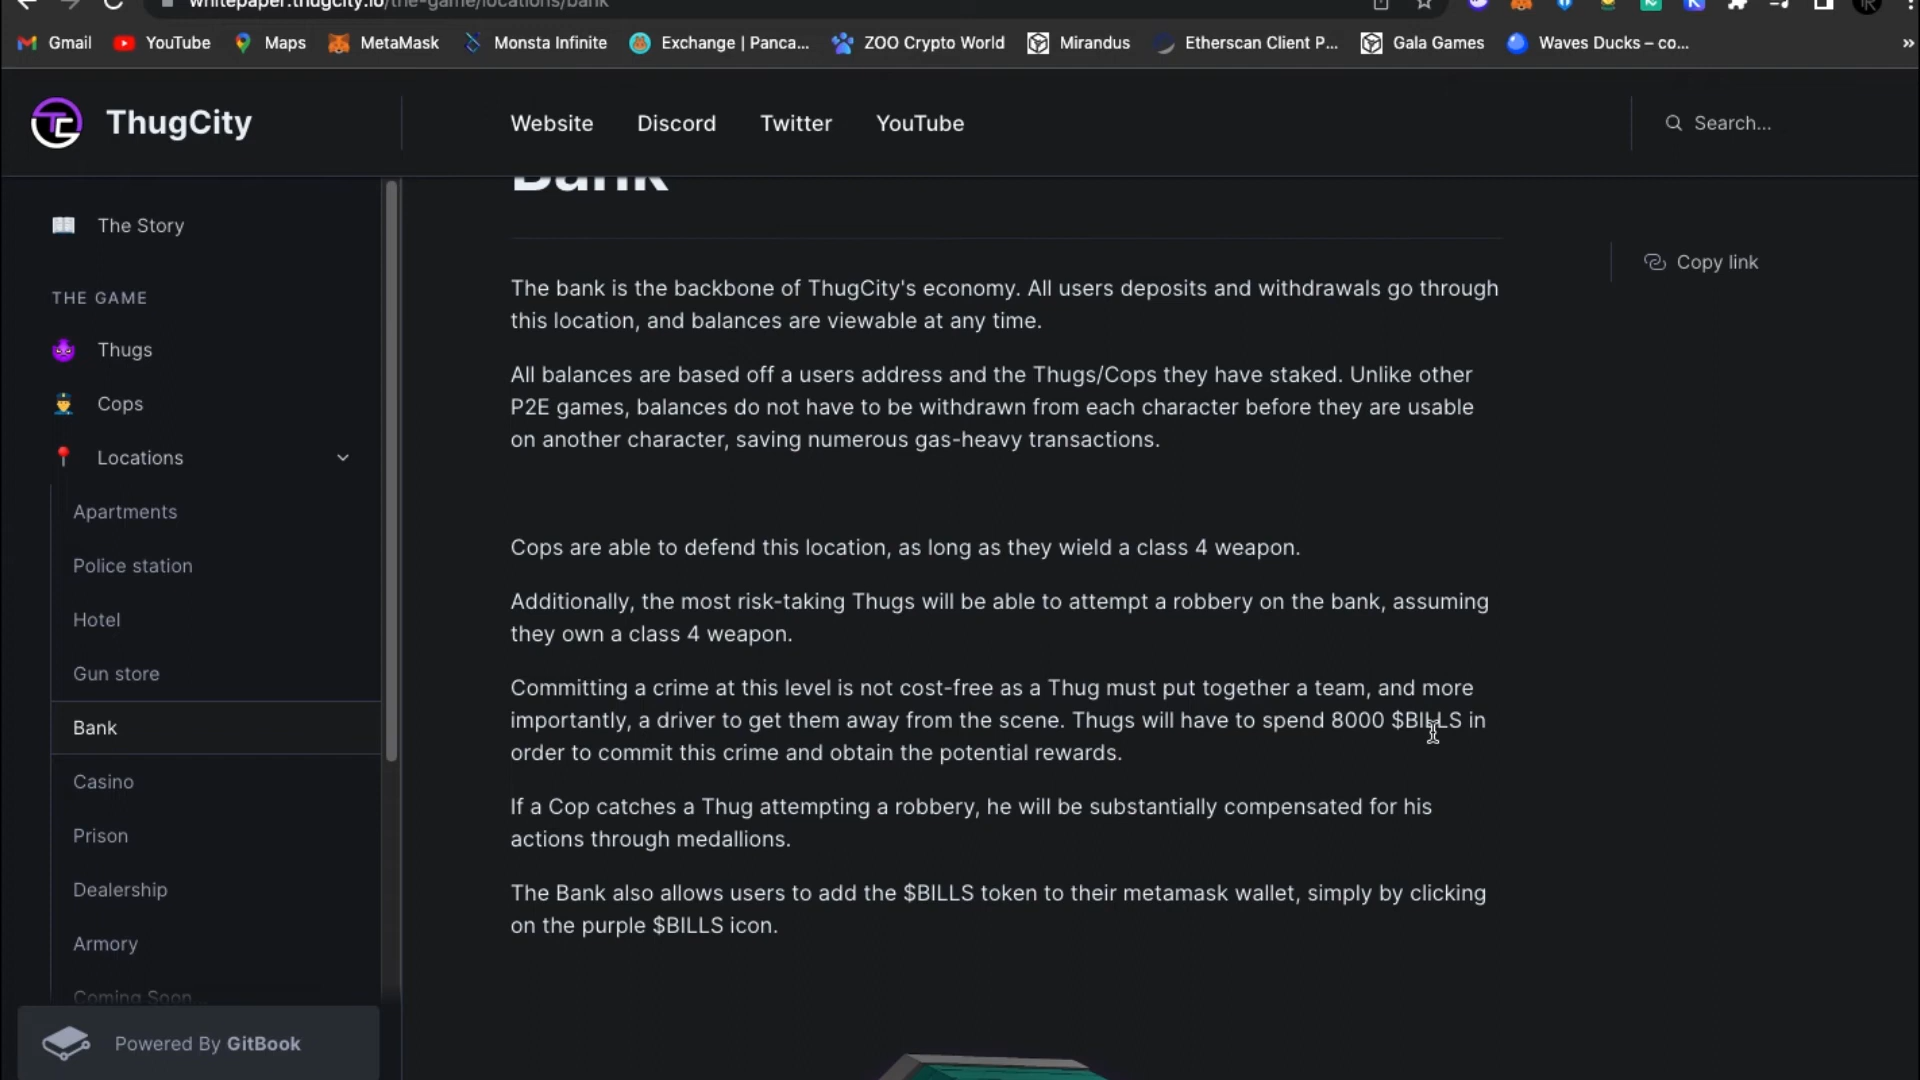 whitepaper.thugcity.io/the-game/locations/bank
Gmail YouTube Maps MetaMask Monsta Infinite Exchange | Panca... ZOO Crypto World Mirandus Etherscan Client P... Gala Games Waves Ducks – co... »
ThugCity
Website Discord Twitter YouTube
Search...
The Story
THE GAME
Thugs
Cops
Locations
Apartments
Police station
Hotel
Gun store
Bank
Casino
Prison
Dealership
Armory
Coming Soon...
Powered By GitBook
Bank
Copy link
The bank is the backbone of ThugCity's economy. All users deposits and withdrawals go through
this location, and balances are viewable at any time.
All balances are based off a users address and the Thugs/Cops they have staked. Unlike other
P2E games, balances do not have to be withdrawn from each character before they are usable
on another character, saving numerous gas-heavy transactions.
Cops are able to defend this location, as long as they wield a class 4 weapon.
Additionally, the most risk-taking Thugs will be able to attempt a robbery on the bank, assuming
they own a class 4 weapon.
Committing a crime at this level is not cost-free as a Thug must put together a team, and more
importantly, a driver to get them away from the scene. Thugs will have to spend 8000 $BILLS in
order to commit this crime and obtain the potential rewards.
If a Cop catches a Thug attempting a robbery, he will be substantially compensated for his
actions through medallions.
The Bank also allows users to add the $BILLS token to their metamask wallet, simply by clicking
on the purple $BILLS icon.